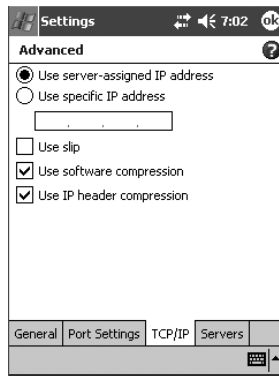 Settings 7:02 ok
Advanced
Use server-assigned IP address
Use specific IP address
. . .
Use slip
Use software compression
Use IP header compression
General Port Settings TCP/IP Servers